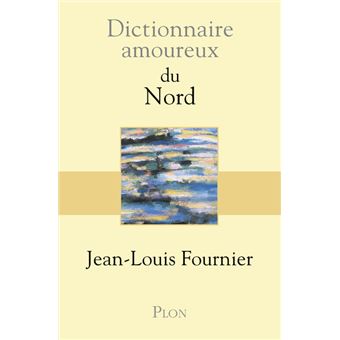 Dictionnaire
amoureux
du
Nord
Jean-Louis Fournier
PLON